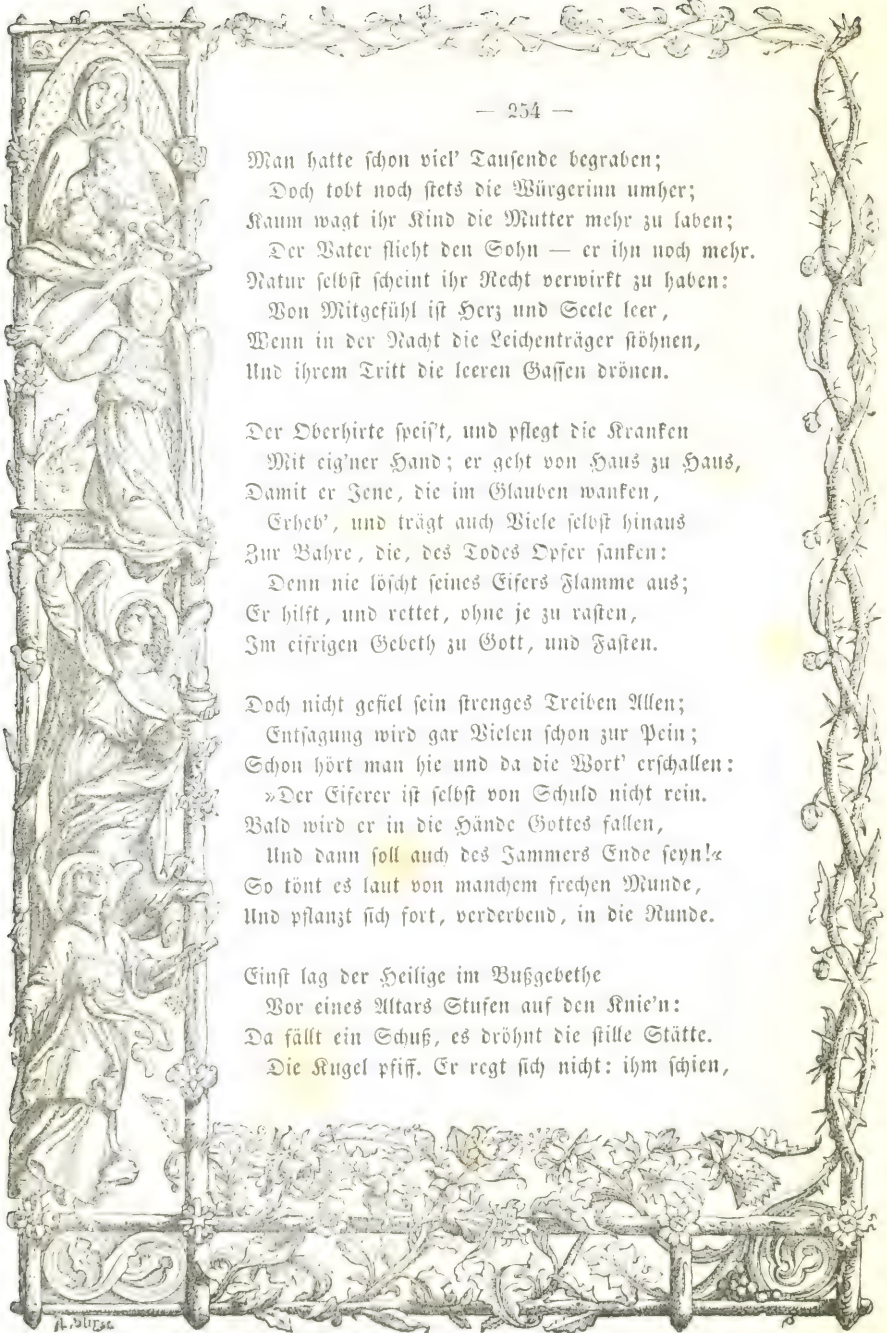 — 254 —
Man hatte schon viel' Tausende begraben;
Doch tobt noch stets die Würgerinn umher;
Kaum wagt ihr Kind die Mutter mehr zu laben;
Der Vater flieht den Sohn — er ihn noch mehr.
Natur selbst scheint ihr Recht verwirkt zu haben:
Von Mitgefühl ist Herz und Seele leer,
Wenn in der Nacht die Leichenträger stöhnen,
Und ihrem Tritt die leeren Gassen drönen.
Der Oberhirte speis't, und pflegt die Kranken
Mit eig'ner Hand; er geht von Haus zu Haus,
Damit er Jene, die im Glauben wanken,
Erheb', und trägt auch Viele selbst hinaus
Zur Bahre, die, des Todes Opfer sanken:
Denn nie löscht seines Eifers Flamme aus;
Er hilft, und rettet, ohne je zu rasten,
Im eifrigen Gebeth zu Gott, und Fasten.
Doch nicht gefiel sein strenges Treiben Allen;
Entsagung wird gar Vielen schon zur Pein;
Schon hört man hie und da die Wort' erschallen:
»Der Eiferer ist selbst von Schuld nicht rein.
Bald wird er in die Hände Gottes fallen,
Und dann soll auch des Jammers Ende seyn!«
So tönt es laut von manchem frechen Munde,
Und pflanzt sich fort, verderbend, in die Runde.
Einst lag der Heilige im Bußgebethe
Vor eines Altars Stufen auf den Knie'n:
Da fällt ein Schuß, es dröhnt die stille Stätte.
Die Kugel pfiff. Er regt sich nicht: ihm schien,